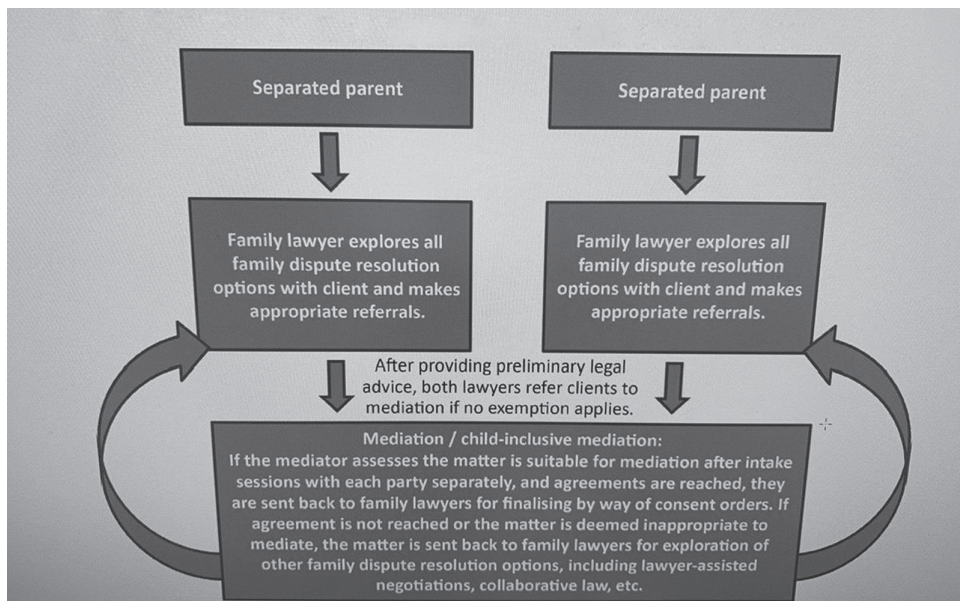 Separated parent
Separated parent
Family lawyer explores all
family dispute resolution
options with client and makes
appropriate referrals.
Family lawyer explores all
family dispute resolution
options with client and makes
appropriate referrals.
After providing preliminary legal
advice, both lawyers refer clients to
mediation if no exemption applies.
Mediation / child-inclusive mediation:
If the mediator assesses the matter is suitable for mediation after intake
sessions with each party separately, and agreements are reached, they
are sent back to family lawyers for finalising by way of consent orders. If
agreement is not reached or the matter is deemed inappropriate to
mediate, the matter is sent back to family lawyers for exploration of
other family dispute resolution options, including lawyer-assisted
negotiations, collaborative law, etc.